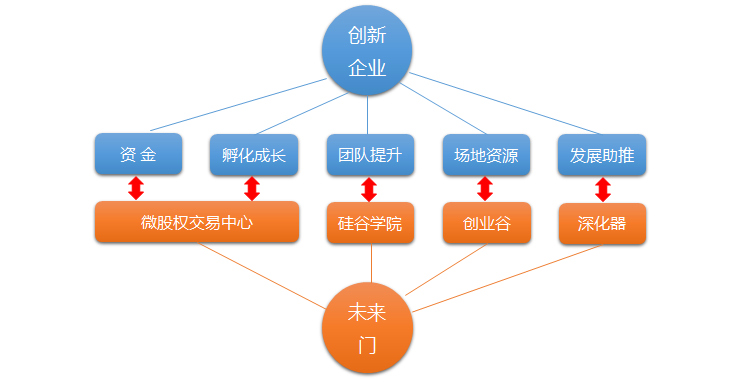 创新
企业
资 金
孵化成长
团队提升
场地资源
发展助推
微股权交易中心
硅谷学院
创业谷
深化器
未来
门